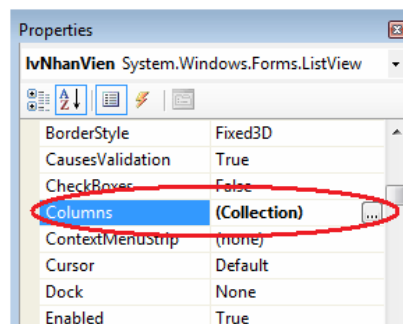 Properties
lvNhanVien System.Windows.Forms.ListView
BorderStyle Fixed3D
CausesValidation True
CheckBoxes False
Columns (Collection) ...
ContextMenuStrip (none)
Cursor Default
Dock None
Enabled True